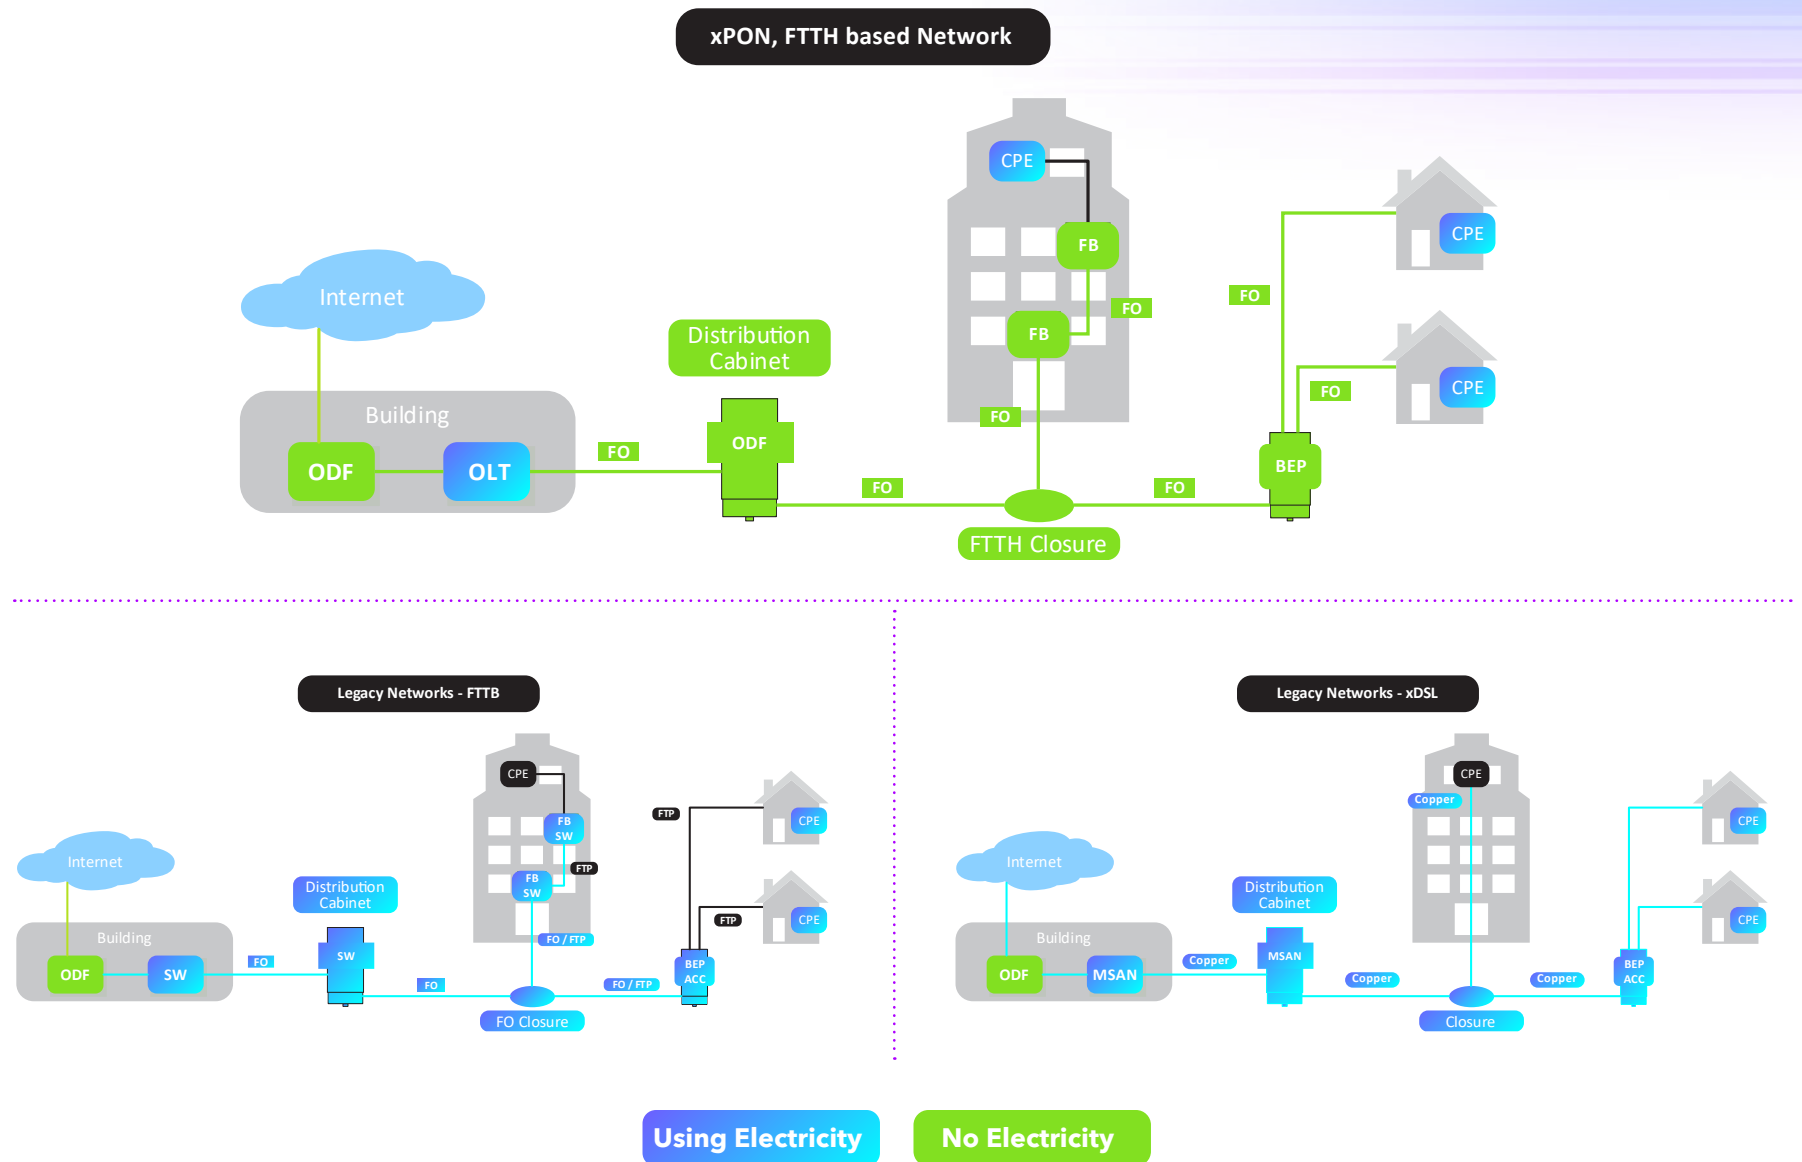 xPON, FTTH based Network
CPE
FB
FO
FB
FO
CPE
FO
CPE
FO
Internet
Distribution
Cabinet
Building
ODF
OLT
FO
ODF
FO
FTTH Closure
FO
BEP
Legacy Networks - FTTB
CPE
FB
SW
FTP
FB
SW
FO / FTP
FTP
CPE
FTP
CPE
Internet
Distribution
Cabinet
Building
ODF
SW
FO
SW
FO
FO Closure
FO / FTP
BEP
ACC
Legacy Networks - xDSL
CPE
Copper
CPE
CPE
Internet
Distribution
Cabinet
Building
ODF
MSAN
Copper
MSAN
Copper
Closure
Copper
BEP
ACC
Using Electricity
No Electricity